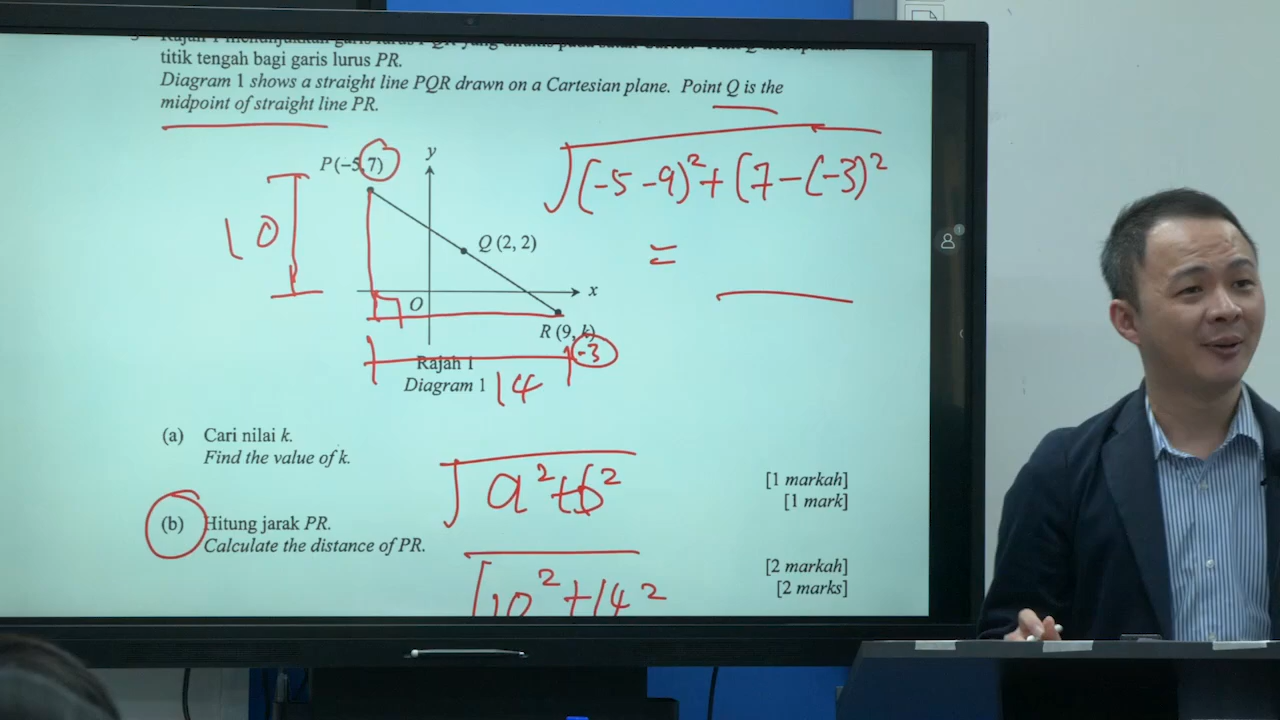 titik tengah bagi garis lurus PR.
Diagram 1 shows a straight line PQR drawn on a Cartesian plane. Point Q is the
midpoint of straight line PR.
P(−5,7)
y
√(-5-9)²+(7-(-3)²
10
Q (2, 2)
=
x
O
R (9, k)
-3
Rajah 1
Diagram 1
14
(a) Cari nilai k.
Find the value of k.
√a²+b²
[1 markah]
[1 mark]
(b) Hitung jarak PR.
Calculate the distance of PR.
[2 markah]
[2 marks]
√10²+14²